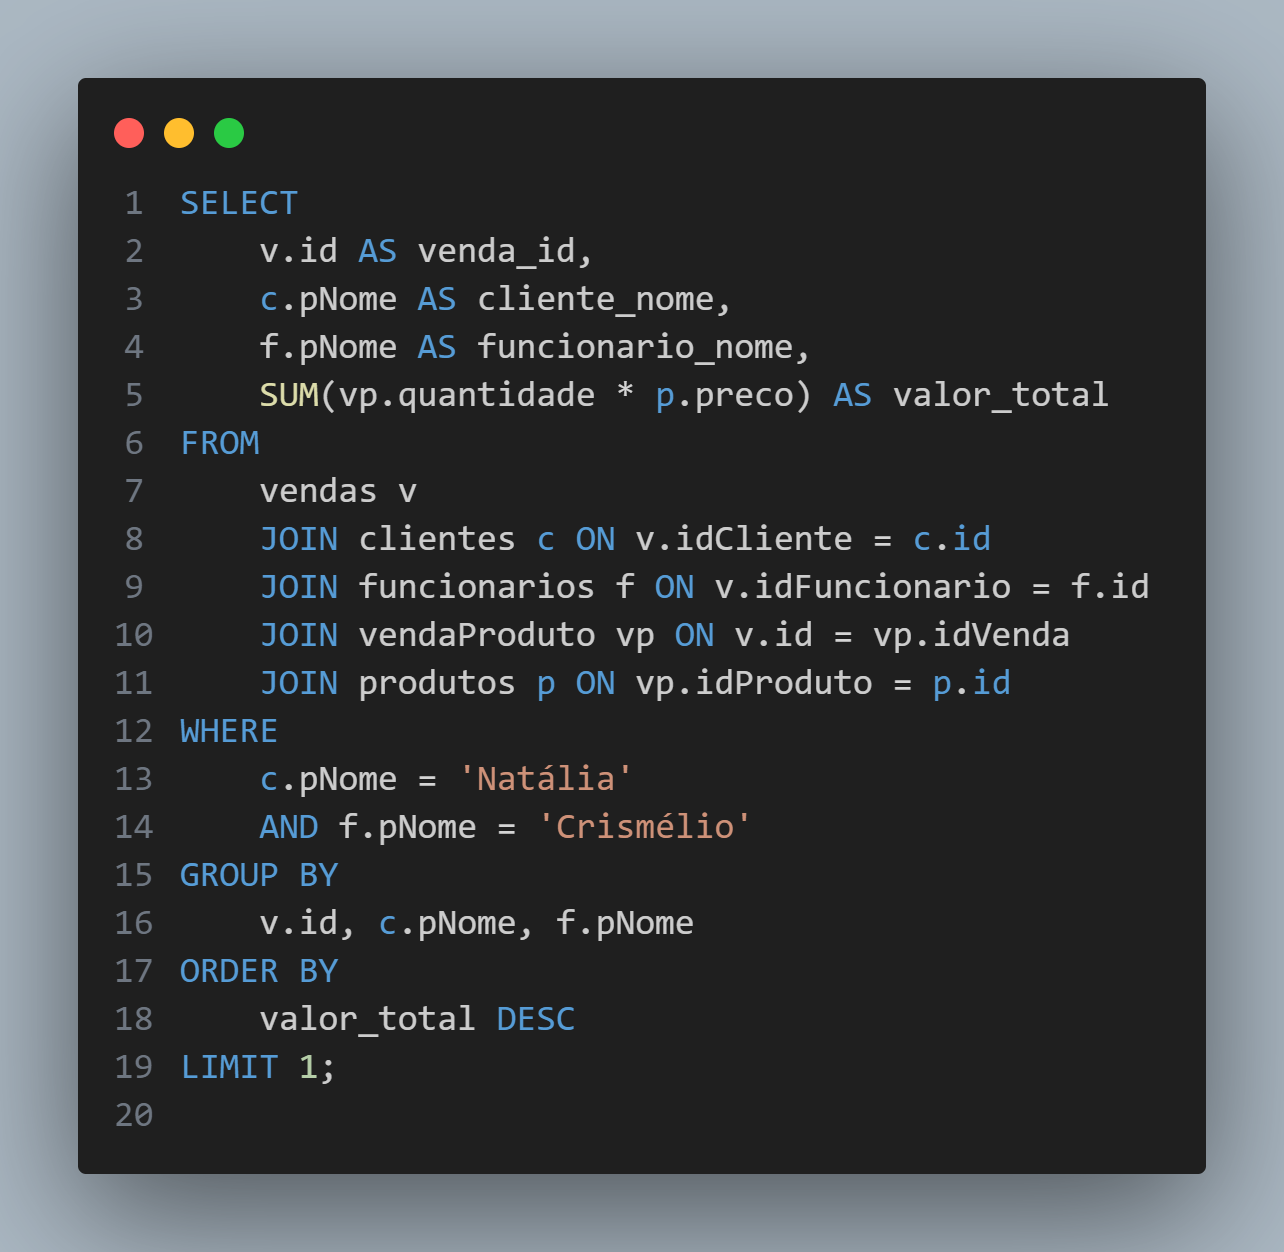 1 SELECT
2     v.id AS venda_id,
3     c.pNome AS cliente_nome,
4     f.pNome AS funcionario_nome,
5     SUM(vp.quantidade * p.preco) AS valor_total
6 FROM
7     vendas v
8     JOIN clientes c ON v.idCliente = c.id
9     JOIN funcionarios f ON v.idFuncionario = f.id
10     JOIN vendaProduto vp ON v.id = vp.idVenda
11     JOIN produtos p ON vp.idProduto = p.id
12 WHERE
13     c.pNome = 'Natália'
14     AND f.pNome = 'Crismélio'
15 GROUP BY
16     v.id, c.pNome, f.pNome
17 ORDER BY
18     valor_total DESC
19 LIMIT 1;
20